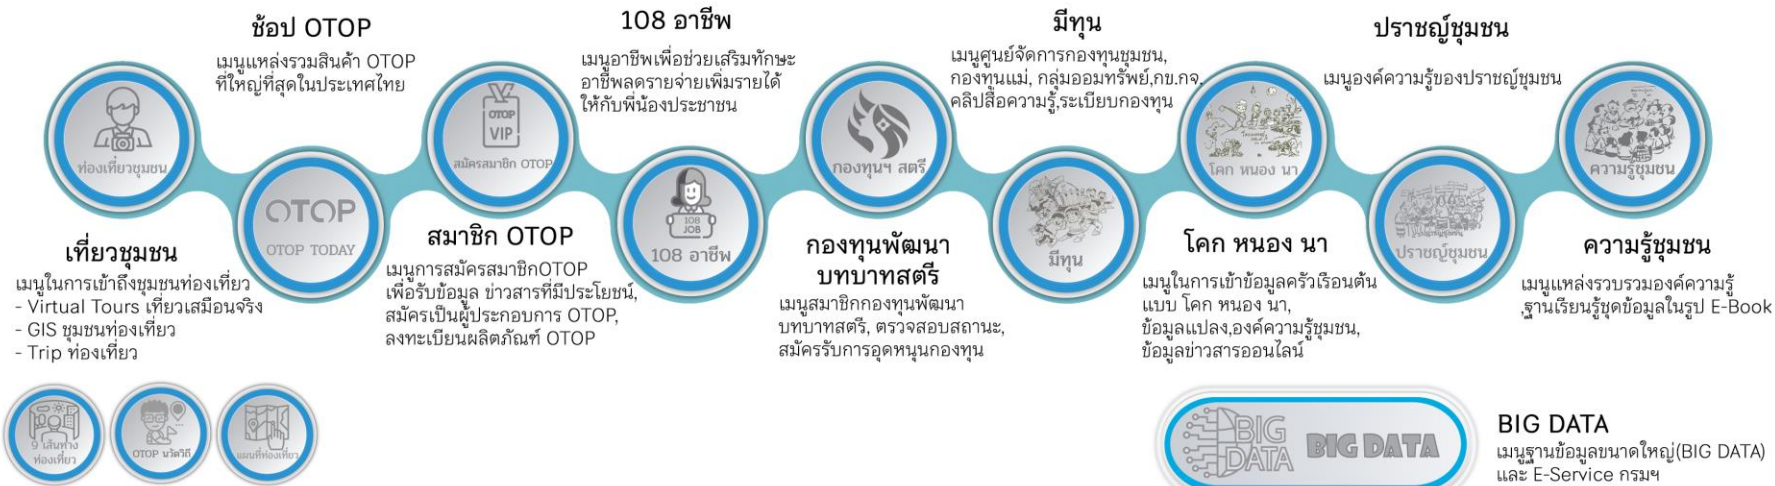 ช้อป OTOP
เมนูแหล่งรวมสินค้า OTOP
ที่ใหญ่ที่สุดในประเทศไทย
108 อาชีพ
เมนูอาชีพเพื่อช่วยเสริมทักษะ
อาชีพลดรายจ่ายเพิ่มรายได้
ให้กับพี่น้องประชาชน
มีทุน
เมนูศูนย์จัดการกองทุนชุมชน,
กองทุนแม่, กลุ่มออมทรัพย์,กข.กจ,
คลิปสื่อความรู้,ระเบียบกองทุน
ปราชญ์ชุมชน
เมนูองค์ความรู้ของปราชญ์ชุมชน
ท่องเที่ยวชุมชน
OTOP
OTOP TODAY
OTOP
VIP
สมัครสมาชิก OTOP
108
JOB
108 อาชีพ
กองทุนฯ สตรี
มีทุน
โคก หนอง นา
ปราชญ์ชุมชน
ความรู้ชุมชน
เที่ยวชุมชน
เมนูในการเข้าถึงชุมชนท่องเที่ยว
- Virtual Tours เที่ยวเสมือนจริง
- GIS ชุมชนท่องเที่ยว
- Trip ท่องเที่ยว
สมาชิก OTOP
เมนูการสมัครสมาชิกOTOP
เพื่อรับข้อมูล ข่าวสารที่มีประโยชน์,
สมัครเป็นผู้ประกอบการ OTOP,
ลงทะเบียนผลิตภัณฑ์ OTOP
กองทุนพัฒนา
บทบาทสตรี
เมนูสมาชิกกองทุนพัฒนา
บทบาทสตรี, ตรวจสอบสถานะ,
สมัครรับการอุดหนุนกองทุน
โคก หนอง นา
เมนูในการเข้าข้อมูลครัวเรือนต้น
แบบ โคก หนอง นา,
ข้อมูลแปลง,องค์ความรู้ชุมชน,
ข้อมูลข่าวสารออนไลน์
ความรู้ชุมชน
เมนูแหล่งรวบรวมองค์ความรู้
,ฐานเรียนรู้ชุดข้อมูลในรูป E-Book
9 เส้นทาง
ท่องเที่ยว
OTOP นวัตวิถี
แผนที่ท่องเที่ยว
BIG
DATA
BIG DATA
BIG DATA
เมนูฐานข้อมูลขนาดใหญ่(BIG DATA)
และ E-Service กรมฯ